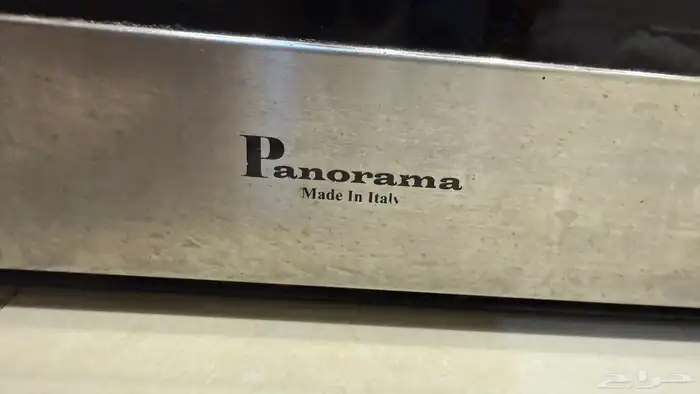 Panorama
Made In Italy
حراج